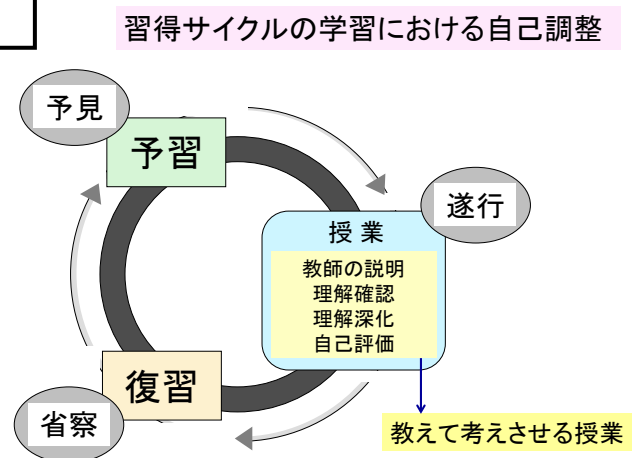 習得サイクルの学習における自己調整
予見
予習
遂行
授 業
教師の説明
理解確認
理解深化
自己評価
復習
省察
教えて考えさせる授業